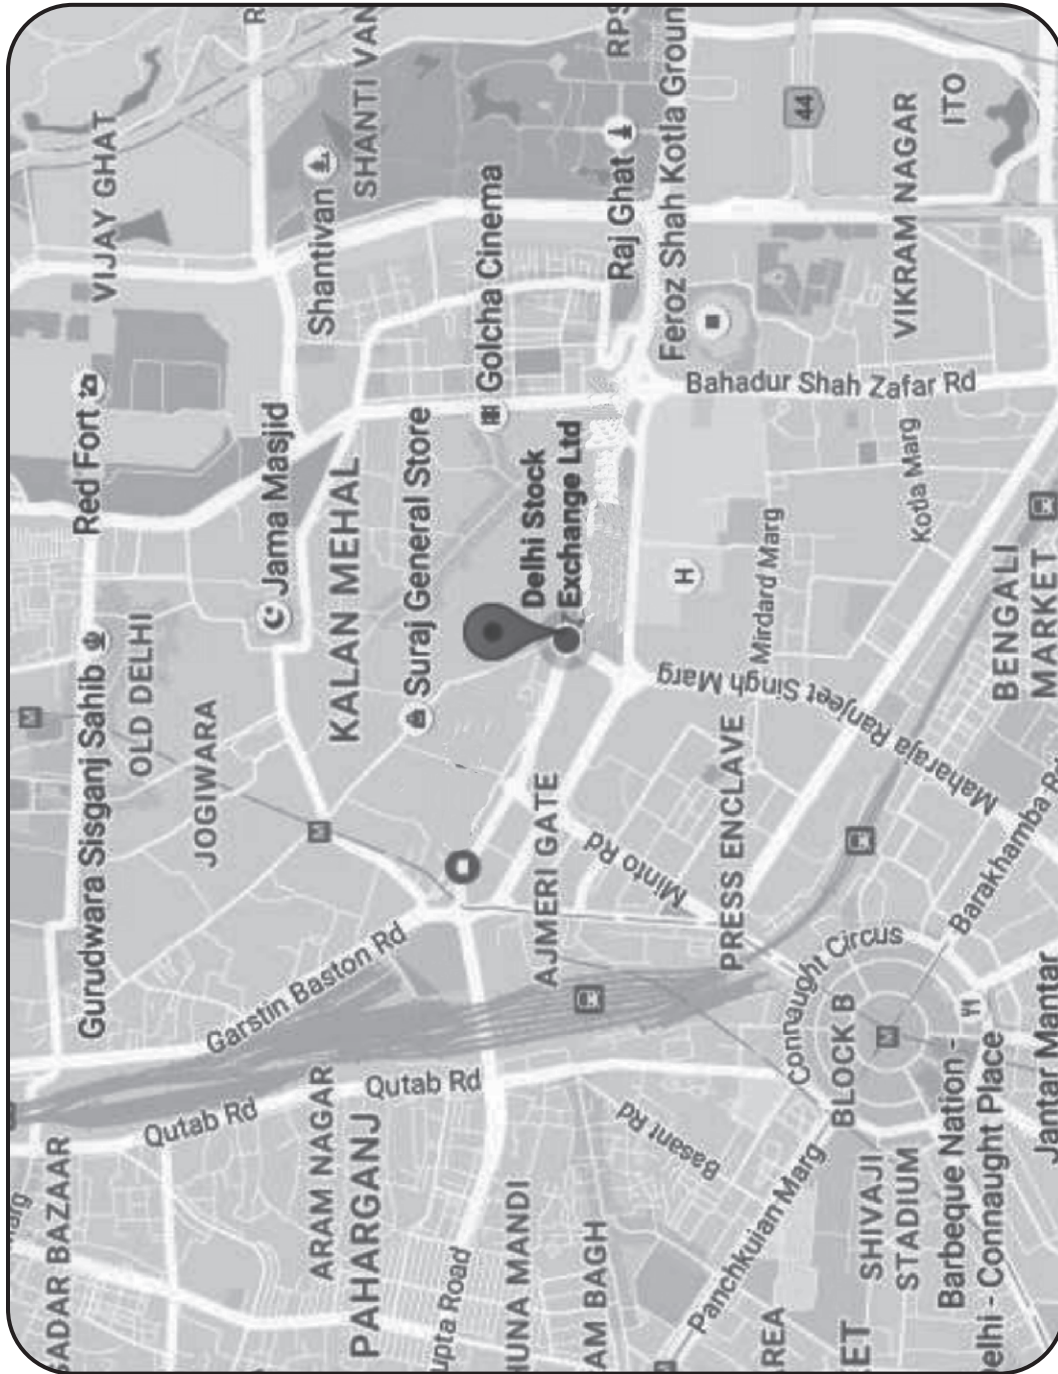 arg
SADAR BAZAAR
Gurudwara Sisganj Sahib
Red Fort
VIJAY GHAT
OLD DELHI
Qutab Rd
JOGIWARA
Garstin Baston Rd
Jama Masjid
R
ARAM NAGAR
Shantivan
KALAN MEHAL
PAHARGANJ
SHANTI VAN
Qutab Rd
Suraj General Store
upta Road
Golcha Cinema
HUNA MANDI
Delhi Stock
Exchange Ltd
AJMERI GATE
AM BAGH
Minto Rd
Raj Ghat
RPS
Basant Rd
Feroz Shah Kotla Groun
H
Maharaja Ranjeet Singh Marg
Bahadur Shah Zafar Rd
PRESS ENCLAVE
Mirdard Marg
Panchkuian Marg
REA
Connaught Circus
44
BLOCK B
ET
SHIVAJI
STADIUM
M
M
M
Kotla Marg
VIKRAM NAGAR
ITO
Barbeque Nation -
elhi - Connaught Place
Barakhamba R
BENGALI
MARKET
Jantar Mantar